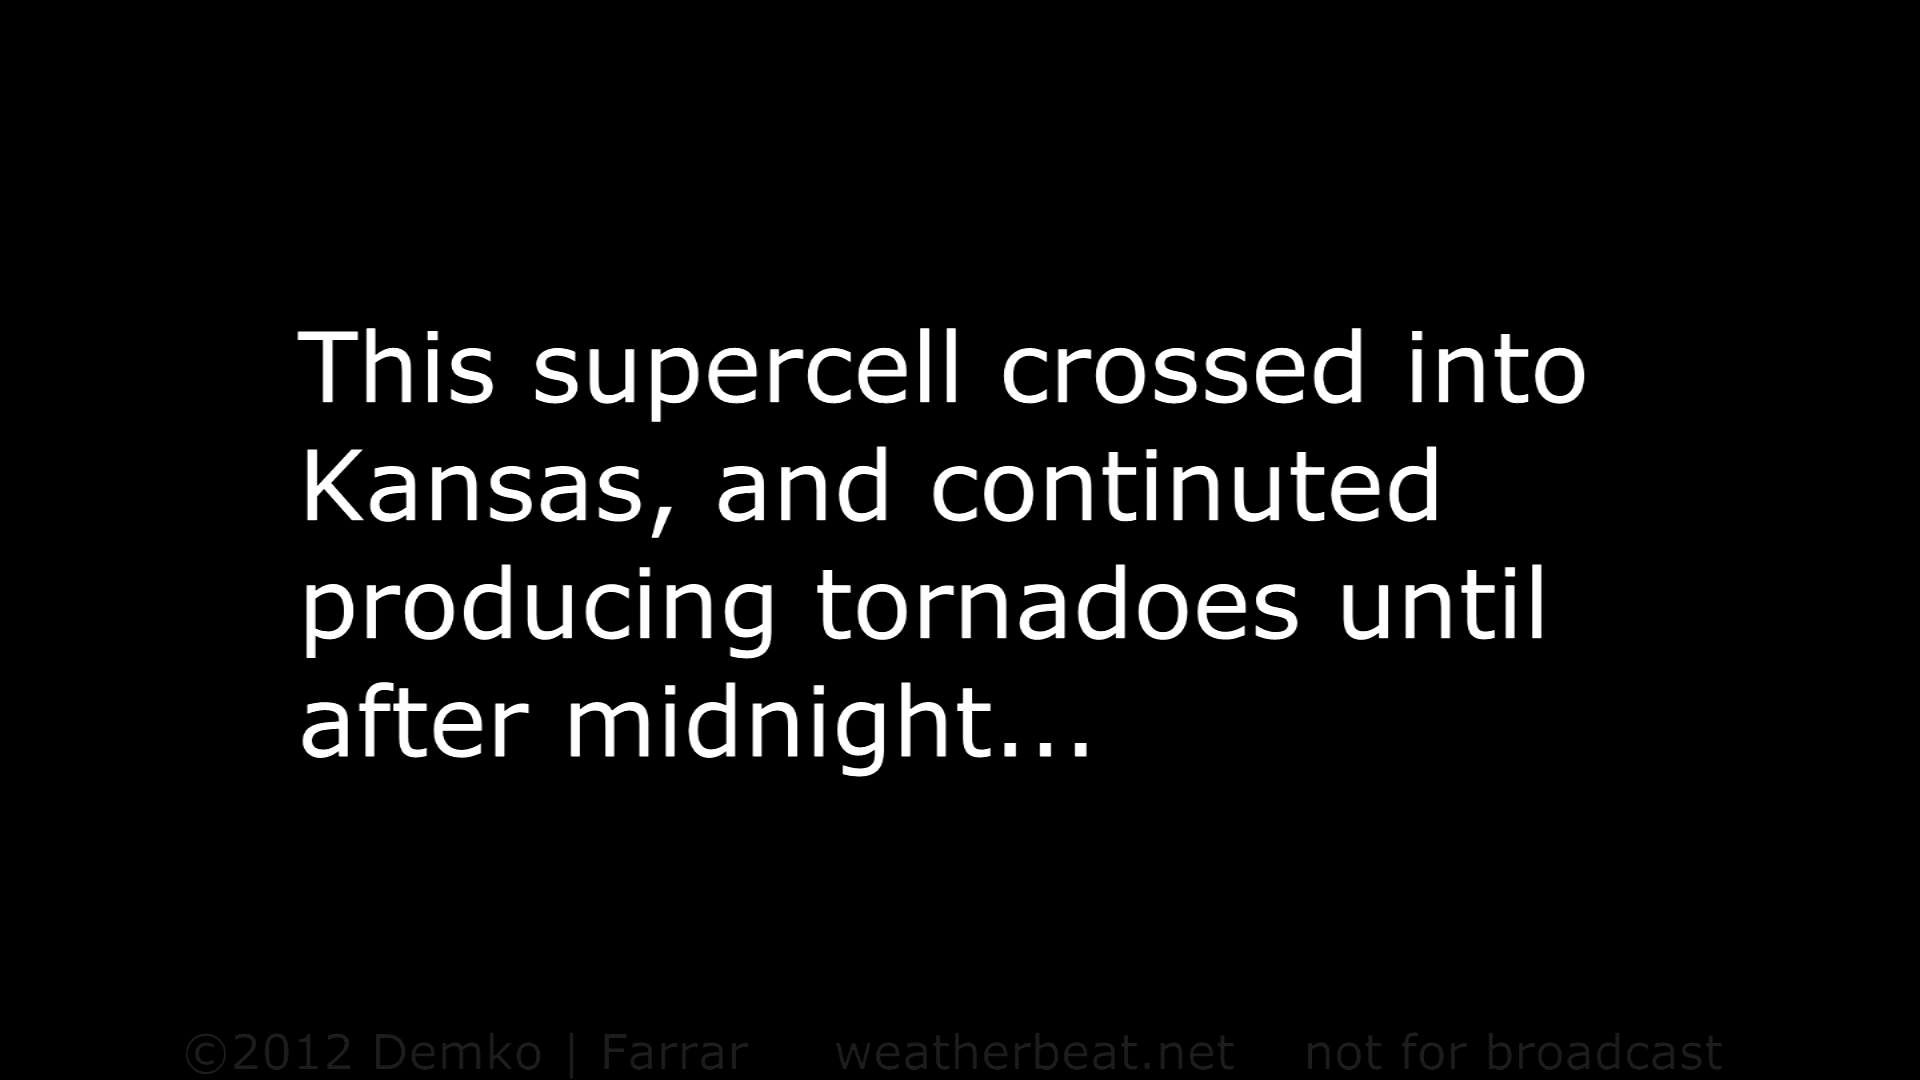 This supercell crossed into
Kansas, and continuted
producing tornadoes until
after midnight...
©2012 Demko | Farrar weatherbeat.net not for broadcast